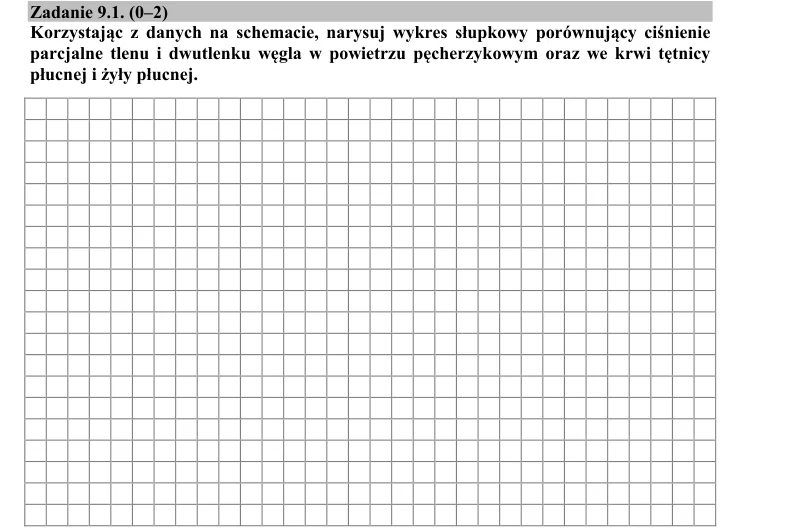 Zadanie 9.1. (0–2)
Korzystając z danych na schemacie, narysuj wykres słupkowy porównujący ciśnienie
parcjalne tlenu i dwutlenku węgla w powietrzu pęcherzykowym oraz we krwi tętnicy
płucnej i żyły płucnej.